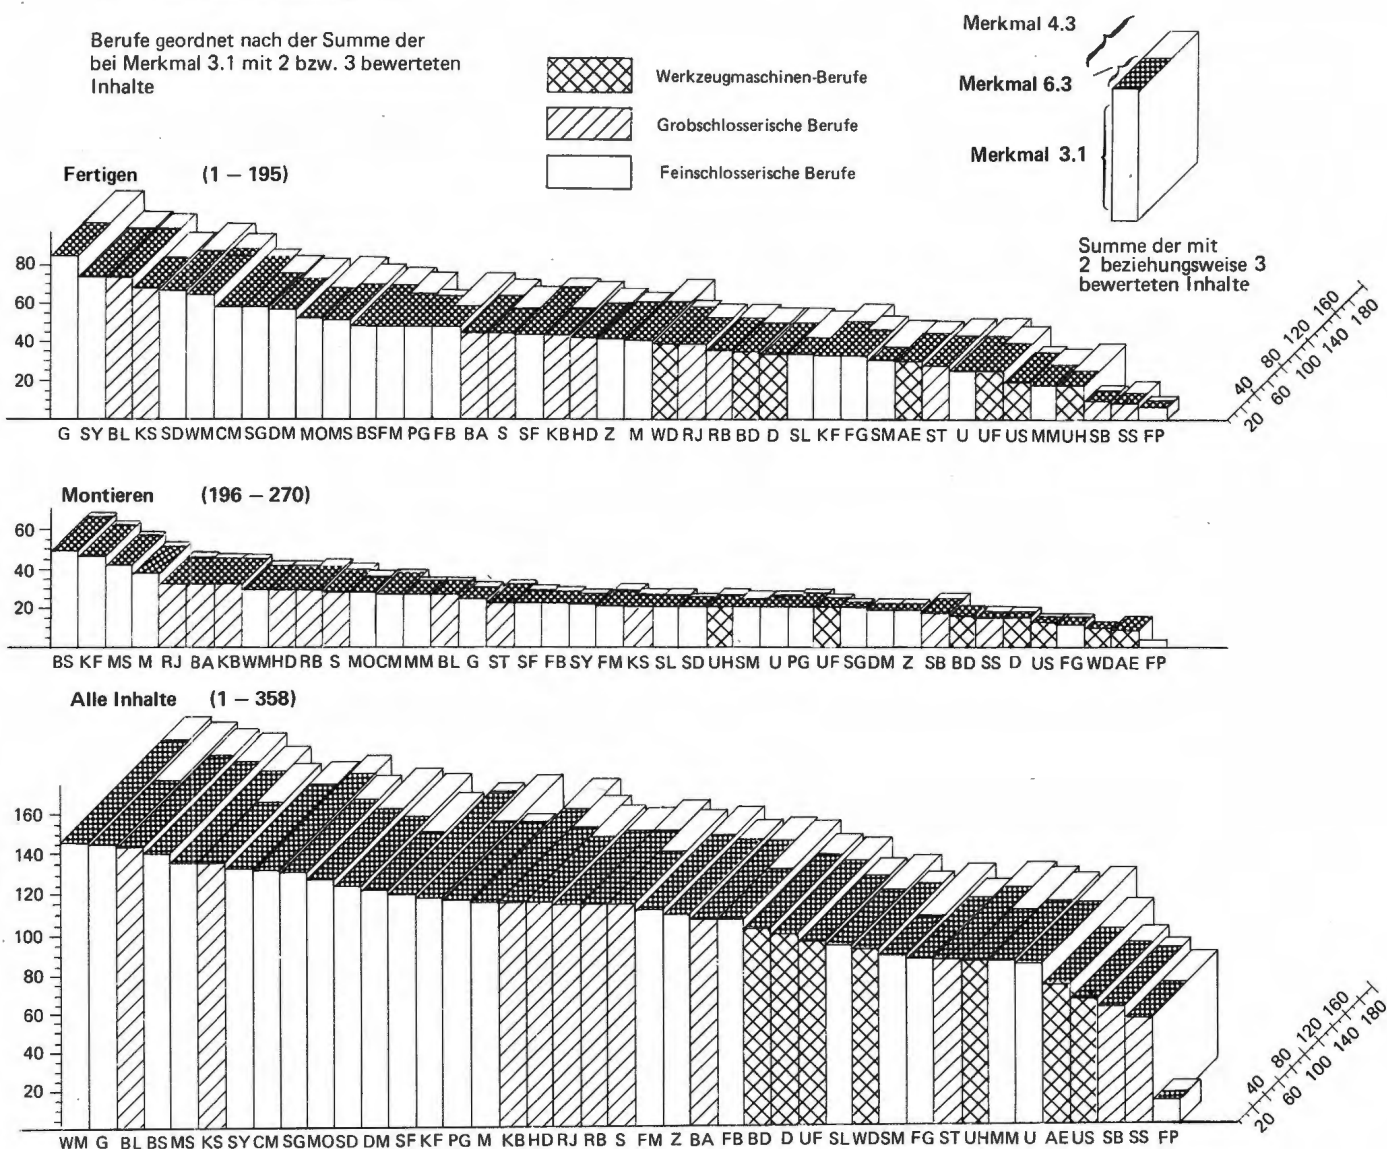 Berufe geordnet nach der Summe der
bei Merkmal 3.1 mit 2 bzw. 3 bewerteten
Inhalte
Werkzeugmaschinen-Berufe
Grobschlosserische Berufe
Feinschlosserische Berufe
Merkmal 4.3
Merkmal 6.3
Merkmal 3.1
Summe der mit
2 beziehungsweise 3
bewerteten Inhalte
Fertigen (1 – 195)
80
60
40
20
G SY BL KS SD WM CM SG DM MO MS BS FM PG FB BA S SF KB HD Z M WD RJ RB BD D SL KF FG SM AE ST U UF US MM UH SB SS FP
20 40 60 80 100 120 140 160 180
Montieren (196 – 270)
60
40
20
BS KF MS M RJ BA KB WM HD RB S MO CM MM BL G ST SF FB SY FM KS SL SD UH SM U PG UF SG DM Z SB BD SS D US FG WD AE FP
Alle Inhalte (1 – 358)
160
140
120
100
80
60
40
20
WM G BL BS MS KS SY CM SG MO SD DM SF KF PG M KB HD RJ RB S FM Z BA FB BD D UF SL WD SM FG ST UH MM U AE US SB SS FP
20 40 60 80 100 120 140 160 180